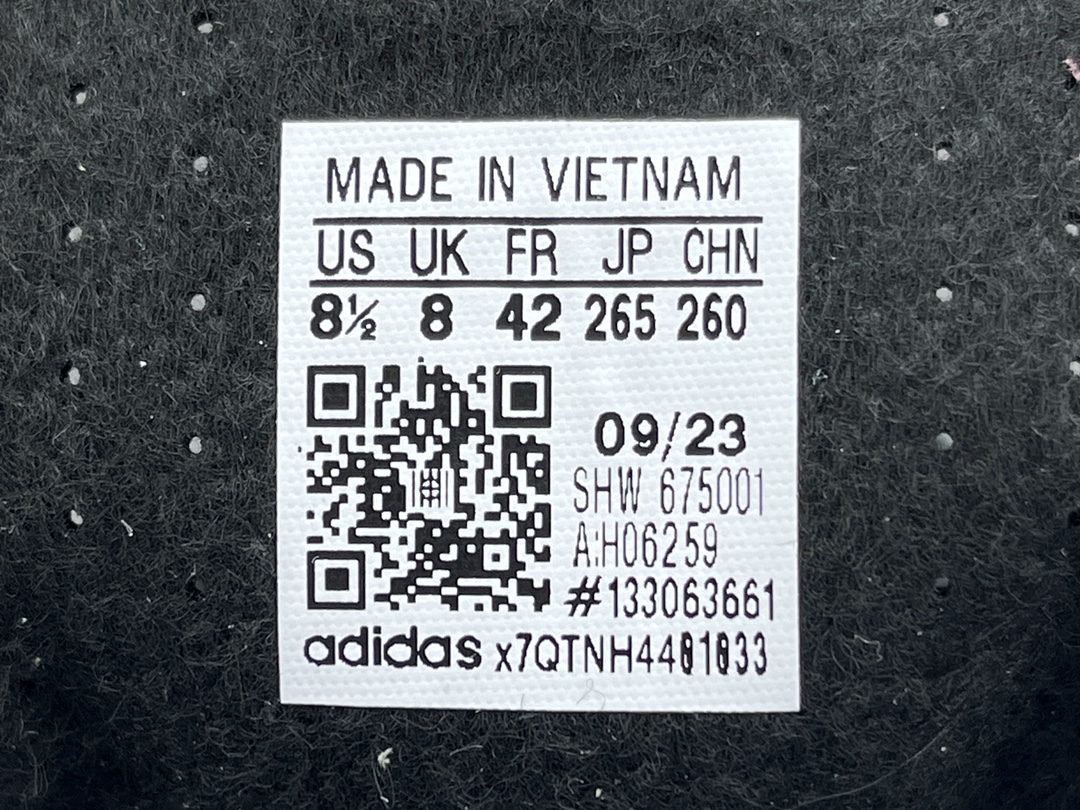 MADE IN VIETNAM
US UK FR JP CHN
8½ 8 42 265 260
09/23
SHW 675001
A:H06259
#133063661
adidas